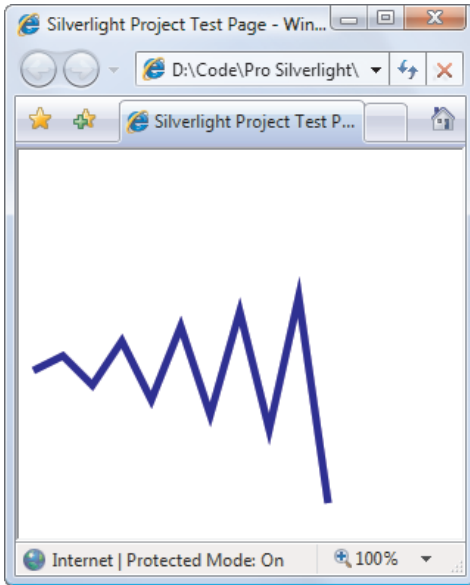 Silverlight Project Test Page - Win...
D:\Code\Pro Silverlight\
Silverlight Project Test P...
Internet | Protected Mode: On
100%